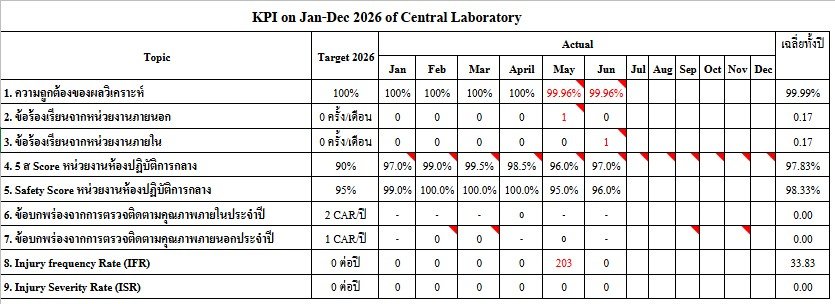 KPI on Jan-Dec 2026 of Central Laboratory
Topic Target 2026 Actual เฉลี่ยทั้งปี
Jan Feb Mar April May Jun Jul Aug Sep Oct Nov Dec
1. ความถูกต้องของผลวิเคราะห์ 100% 100% 100% 100% 100% 99.96% 99.96% 99.99%
2. ข้อร้องเรียนจากหน่วยงานภายนอก 0 ครั้ง/เดือน 0 0 0 0 1 0 0.17
3. ข้อร้องเรียนจากหน่วยงานภายใน 0 ครั้ง/เดือน 0 0 0 0 0 1 0.17
4. 5 ส Score หน่วยงานห้องปฏิบัติการกลาง 90% 97.0% 99.0% 99.5% 98.5% 96.0% 97.0% 97.83%
5. Safety Score หน่วยงานห้องปฏิบัติการกลาง 95% 99.0% 100.0% 100.0% 100.0% 95.0% 96.0% 98.33%
6. ข้อบกพร่องจากการตรวจติดตามคุณภาพภายในประจำปี 2 CAR/ปี - - - 0 - - 0.00
7. ข้อบกพร่องจากการตรวจติดตามคุณภาพภายนอกประจำปี 1 CAR/ปี - 0 0 - 0 - 0.00
8. Injury frequency Rate (IFR) 0 ต่อปี 0 0 0 0 203 0 33.83
9. Injury Severity Rate (ISR) 0 ต่อปี 0 0 0 0 0 0 0.00